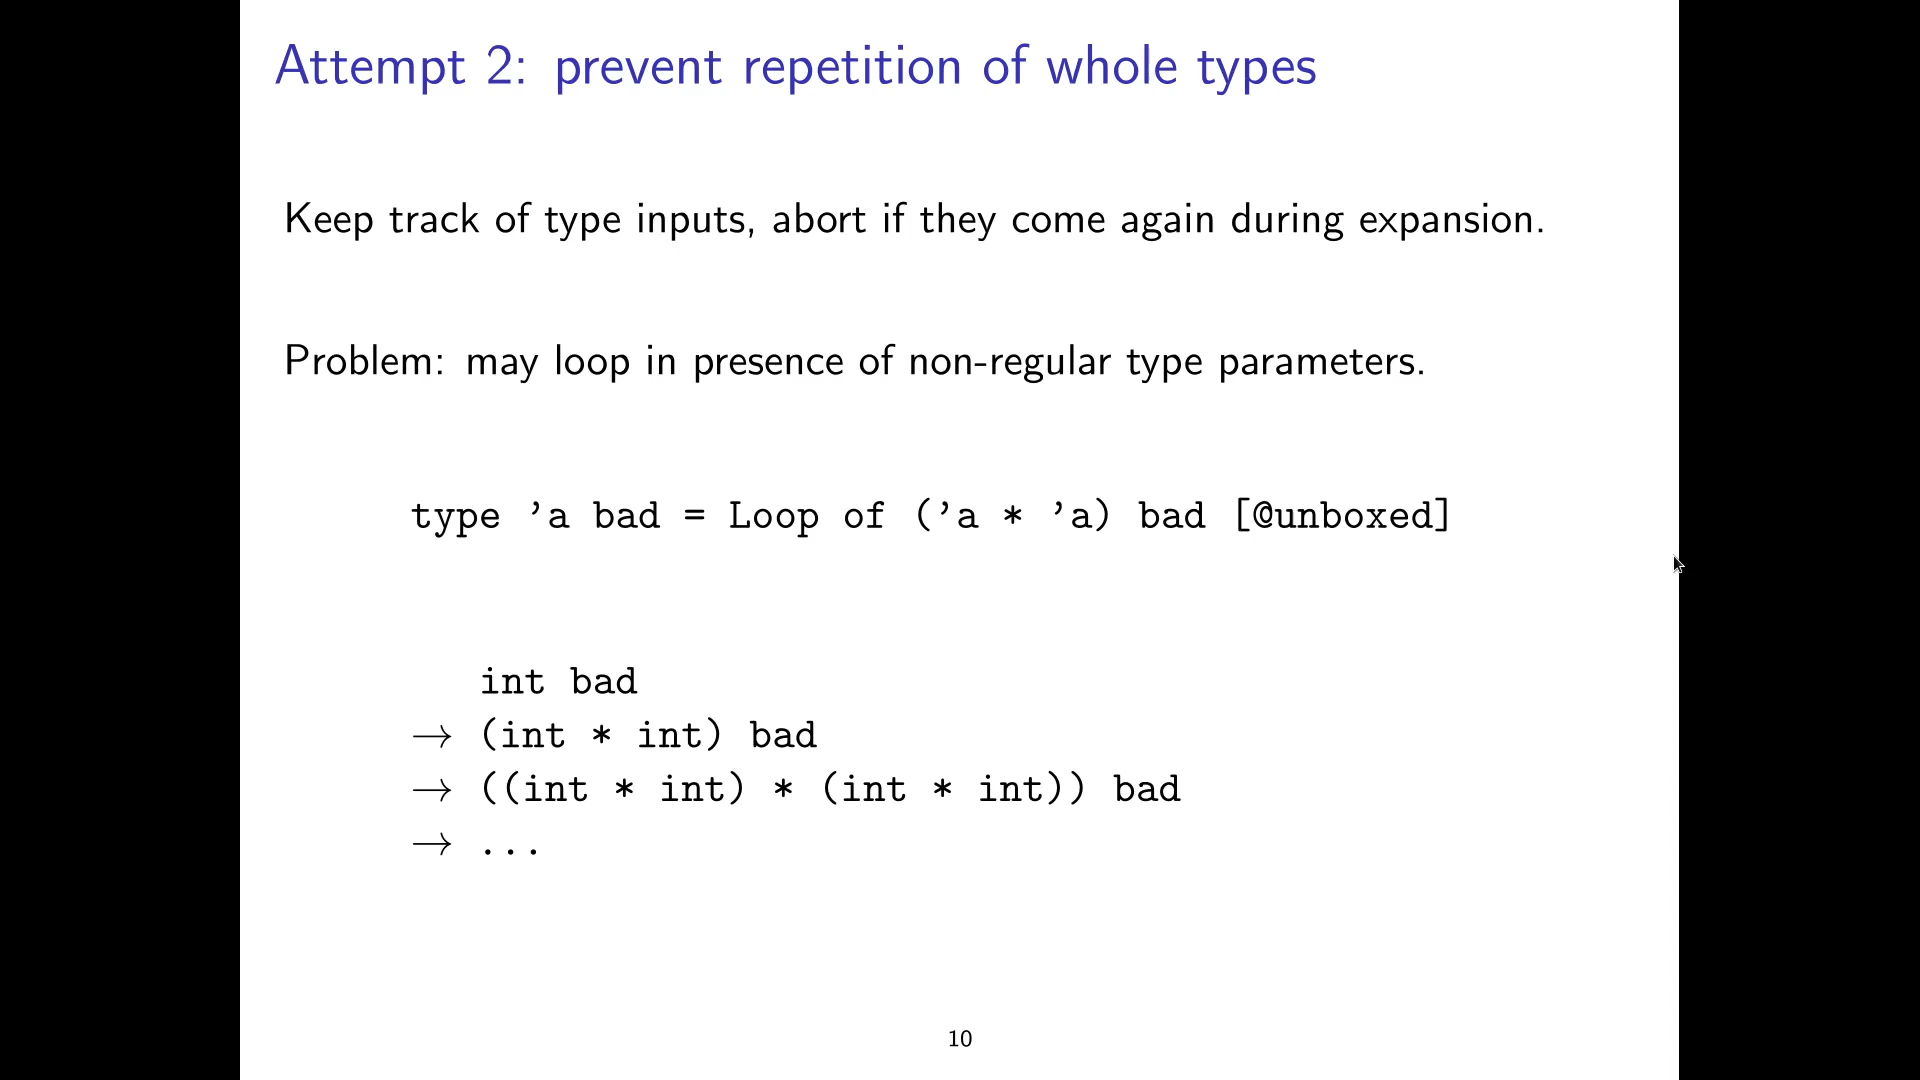 Attempt 2: prevent repetition of whole types
Keep track of type inputs, abort if they come again during expansion.
Problem: may loop in presence of non-regular type parameters.
type ’a bad = Loop of (’a * ’a) bad [@unboxed]
int bad
→ (int * int) bad
→ ((int * int) * (int * int)) bad
→ ...
10